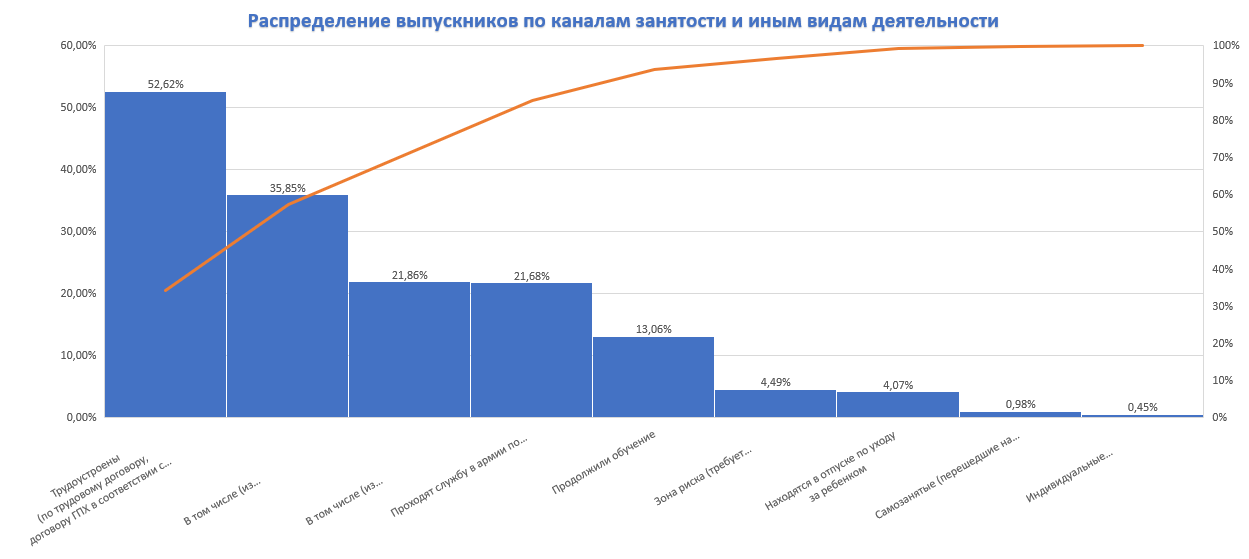 Распределение выпускников по каналам занятости и иным видам деятельности
60,00%
50,00%
40,00%
30,00%
20,00%
10,00%
0,00%
52,62%
35,85%
21,86%
21,68%
13,06%
4,49%
4,07%
0,98%
0,45%
100%
90%
80%
70%
60%
50%
40%
30%
20%
10%
0%
Трудоустроены
(по трудовому договору,
договору ГПХ в соответствии с...
В том числе (из...
В том числе (из...
Проходят службу в армии по...
Продолжили обучение
Зона риска (требует...
Находятся в отпуске по уходу
за ребенком
Самозанятые (перешедшие на...
Индивидуальные...